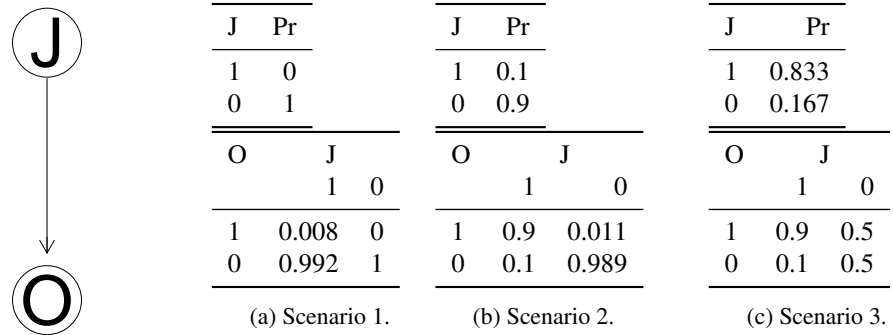 J
O
J Pr
1 0
0 1
O J
1 0
1 0.008 0
0 0.992 1
(a) Scenario 1.
J Pr
1 0.1
0 0.9
O J
1 0
1 0.9 0.011
0 0.1 0.989
(b) Scenario 2.
J Pr
1 0.833
0 0.167
O J
1 0
1 0.9 0.5
0 0.1 0.5
(c) Scenario 3.